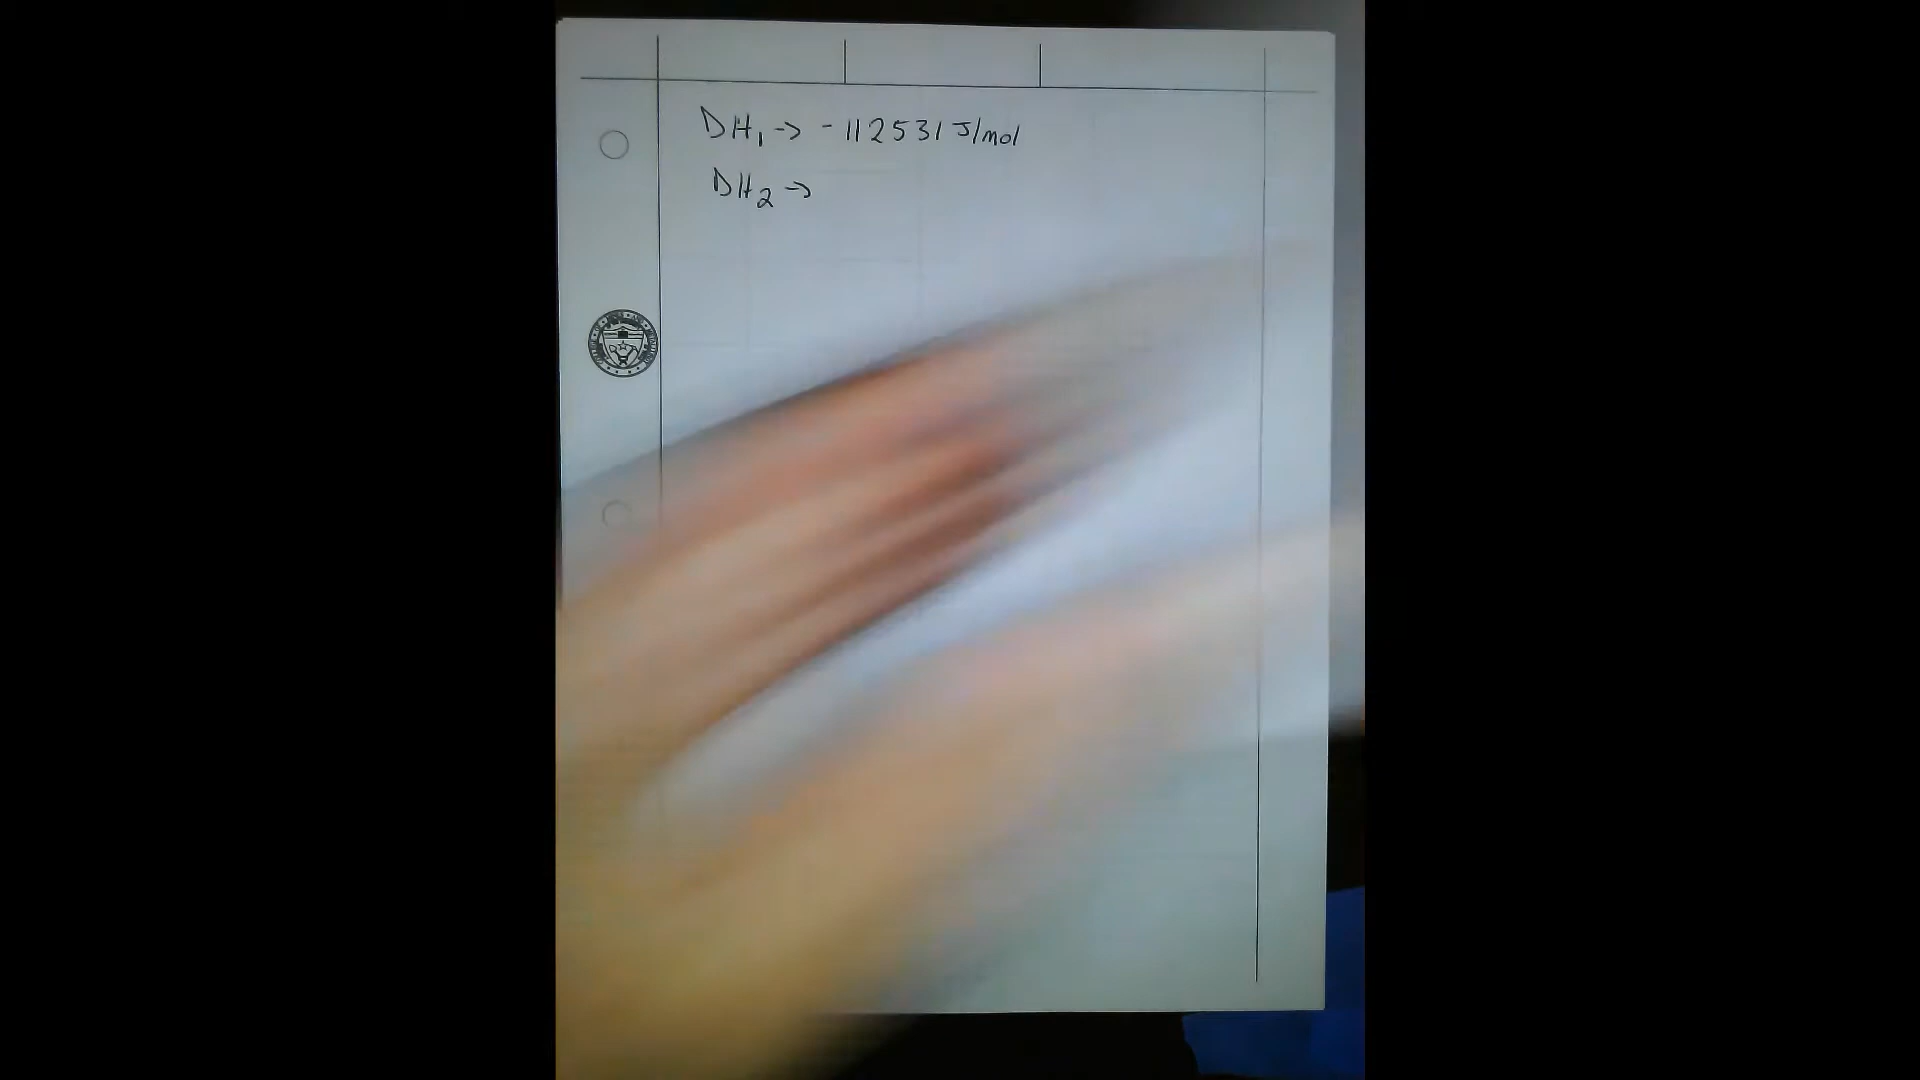 DH₁ → -112531 J/mol
DH₂ →